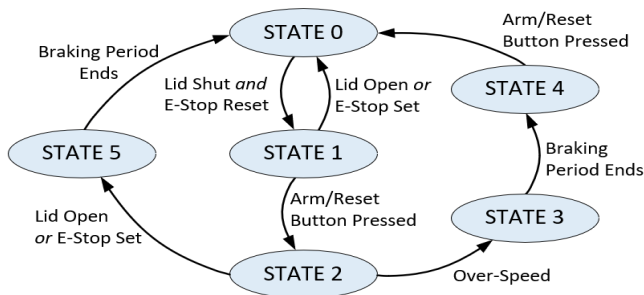 STATE 0
Arm/Reset
Button Pressed
Braking Period
Ends
Lid Shut and
E-Stop Reset
Lid Open or
E-Stop Set
STATE 4
STATE 5
STATE 1
Braking
Period Ends
Arm/Reset
Button Pressed
STATE 3
Lid Open
or E-Stop Set
STATE 2
Over-Speed